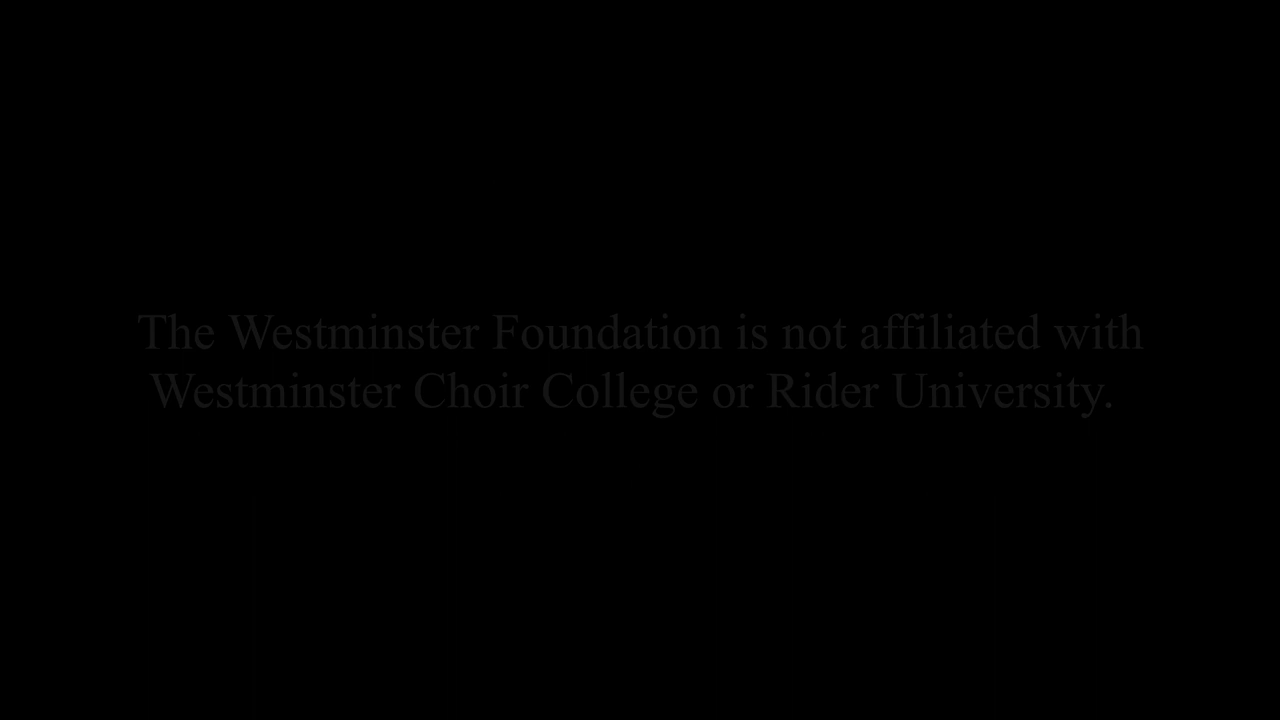 The Westminster Foundation is not affiliated with
Westminster Choir College or Rider University.